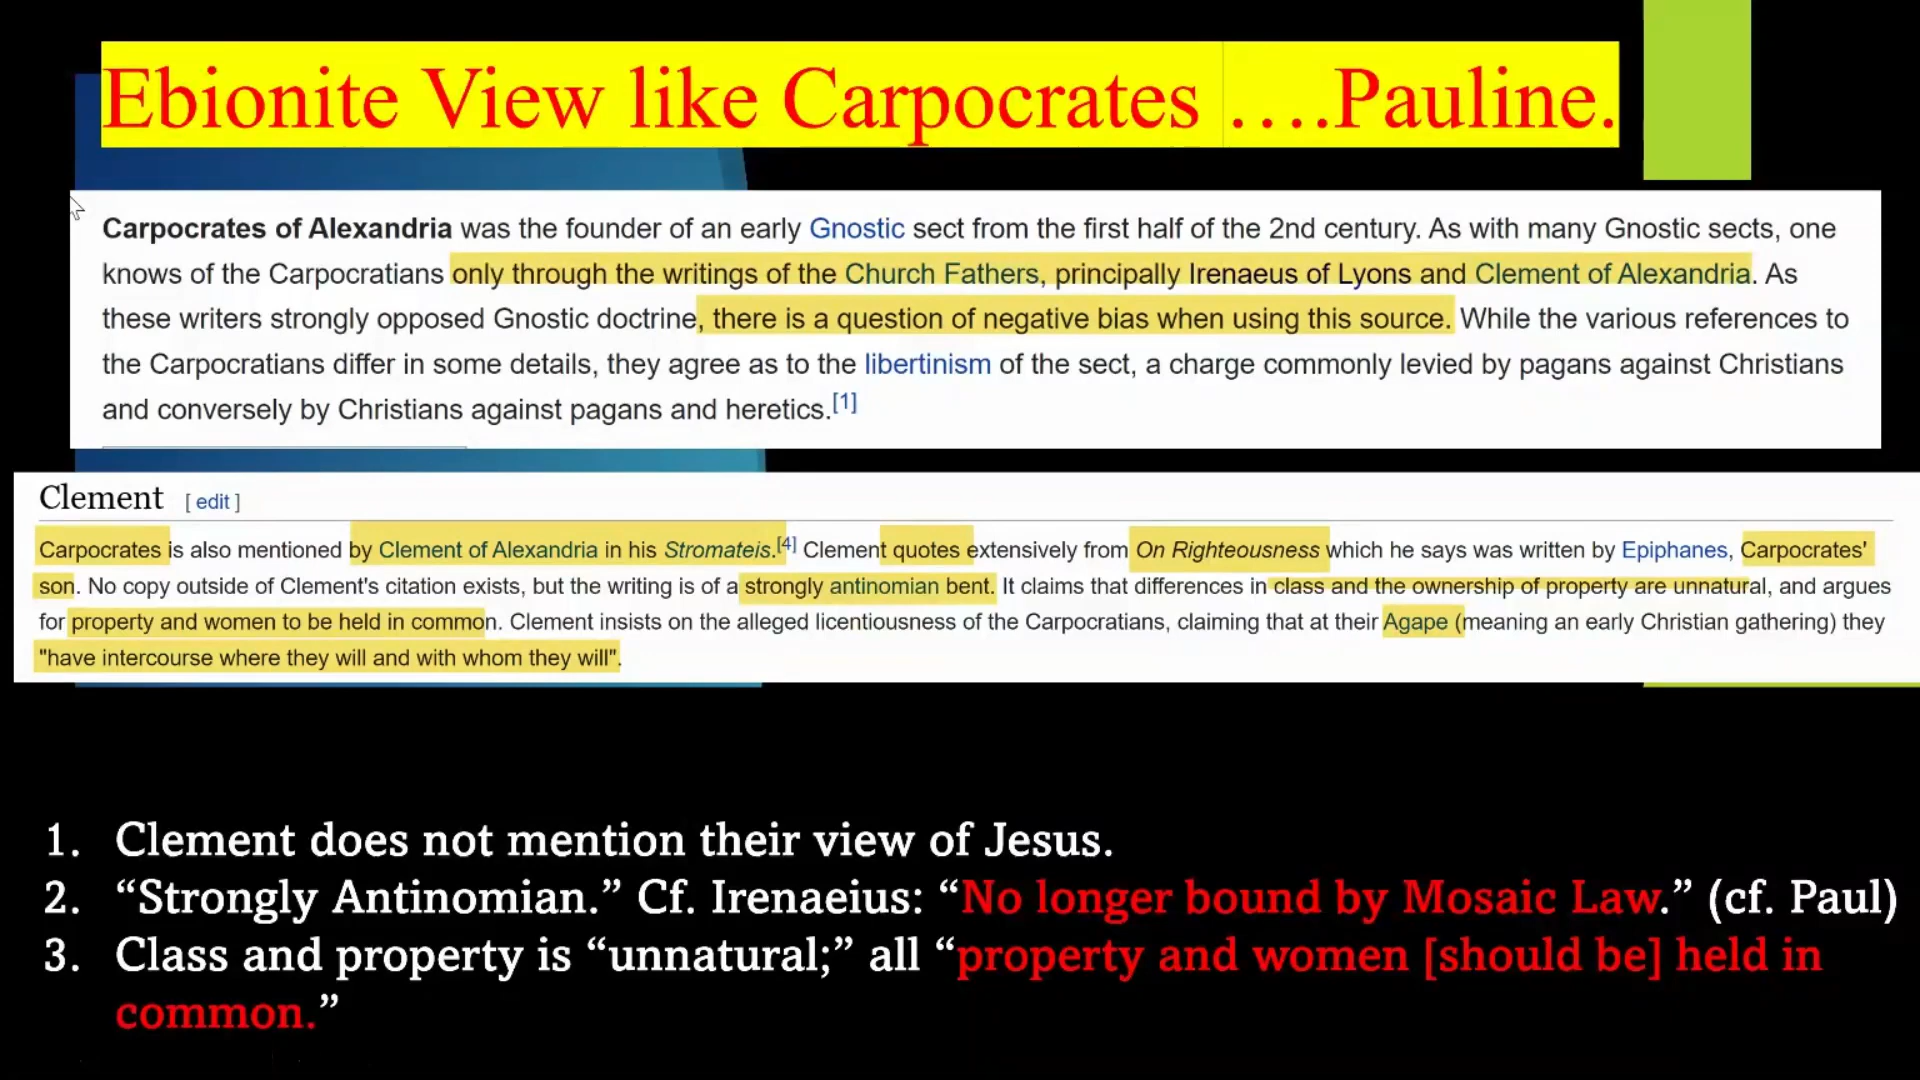 Ebionite View like Carpocrates ….Pauline.
Carpocrates of Alexandria was the founder of an early Gnostic sect from the first half of the 2nd century. As with many Gnostic sects, one
knows of the Carpocratians only through the writings of the Church Fathers, principally Irenaeus of Lyons and Clement of Alexandria. As
these writers strongly opposed Gnostic doctrine, there is a question of negative bias when using this source. While the various references to
the Carpocratians differ in some details, they agree as to the libertinism of the sect, a charge commonly levied by pagans against Christians
and conversely by Christians against pagans and heretics.[1]
Clement [ edit ]
Carpocrates is also mentioned by Clement of Alexandria in his Stromateis.[4] Clement quotes extensively from On Righteousness which he says was written by Epiphanes, Carpocrates'
son. No copy outside of Clement's citation exists, but the writing is of a strongly antinomian bent. It claims that differences in class and the ownership of property are unnatural, and argues
for property and women to be held in common. Clement insists on the alleged licentiousness of the Carpocratians, claiming that at their Agape (meaning an early Christian gathering) they
"have intercourse where they will and with whom they will".
1. Clement does not mention their view of Jesus.
2. “Strongly Antinomian.” Cf. Irenaeius: “No longer bound by Mosaic Law.” (cf. Paul)
3. Class and property is “unnatural;” all “property and women [should be] held in
common.”